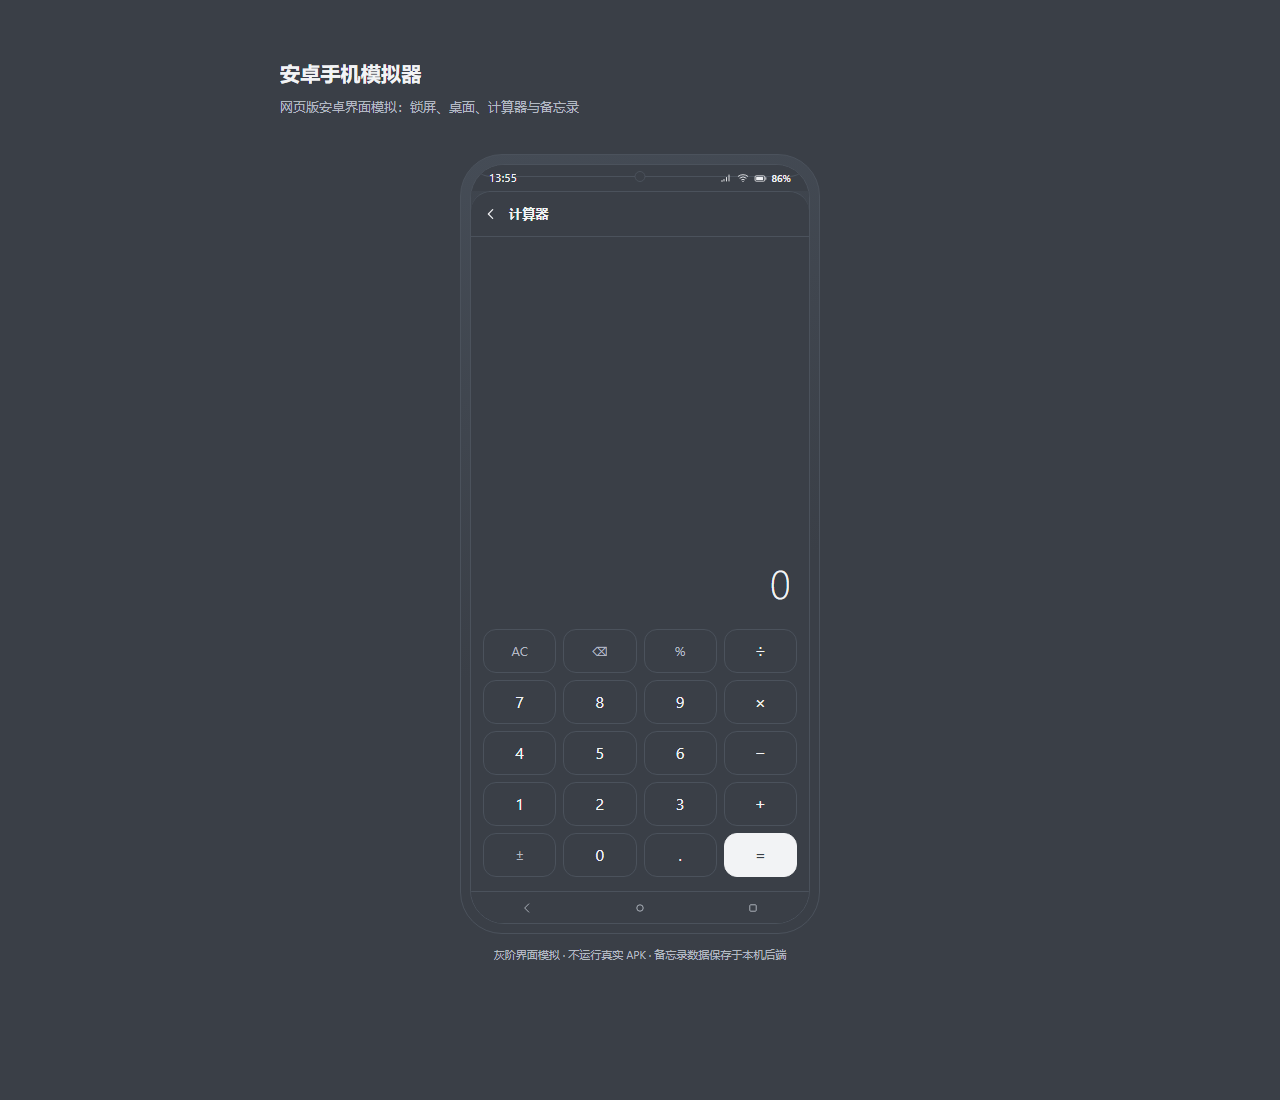 安卓手机模拟器
网页版安卓界面模拟：锁屏、桌面、计算器与备忘录
13:55 86%
计算器
0
AC ⌫ % ÷
7 8 9 ×
4 5 6 −
1 2 3 +
± 0 . =
灰阶界面模拟 · 不运行真实 APK · 备忘录数据保存于本机后端